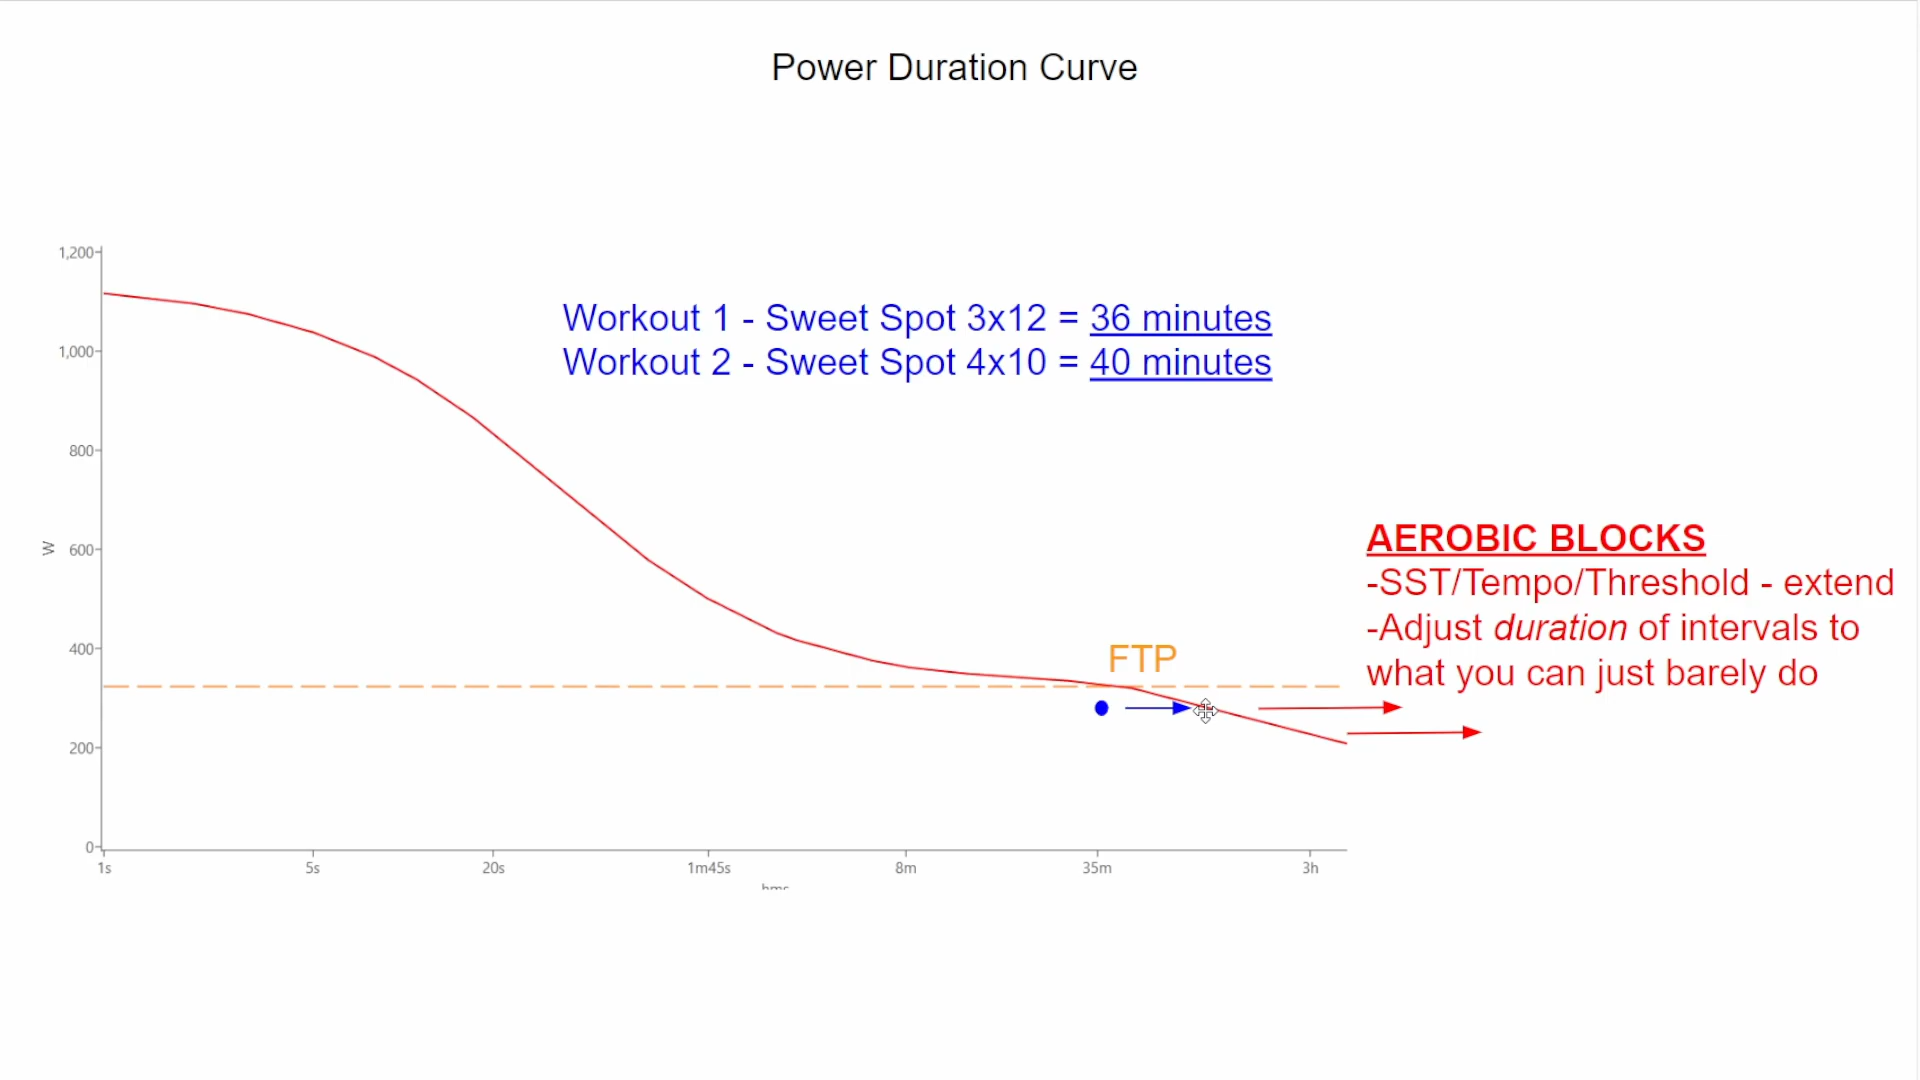 Power Duration Curve
1,200
Workout 1 - Sweet Spot 3x12 = 36 minutes
1,000
Workout 2 - Sweet Spot 4x10 = 40 minutes
800
W
600
AEROBIC BLOCKS
-SST/Tempo/Threshold - extend
-Adjust duration of intervals to
what you can just barely do
400
FTP
200
0
1s 5s 20s 1m45s 8m 35m 3h
hms